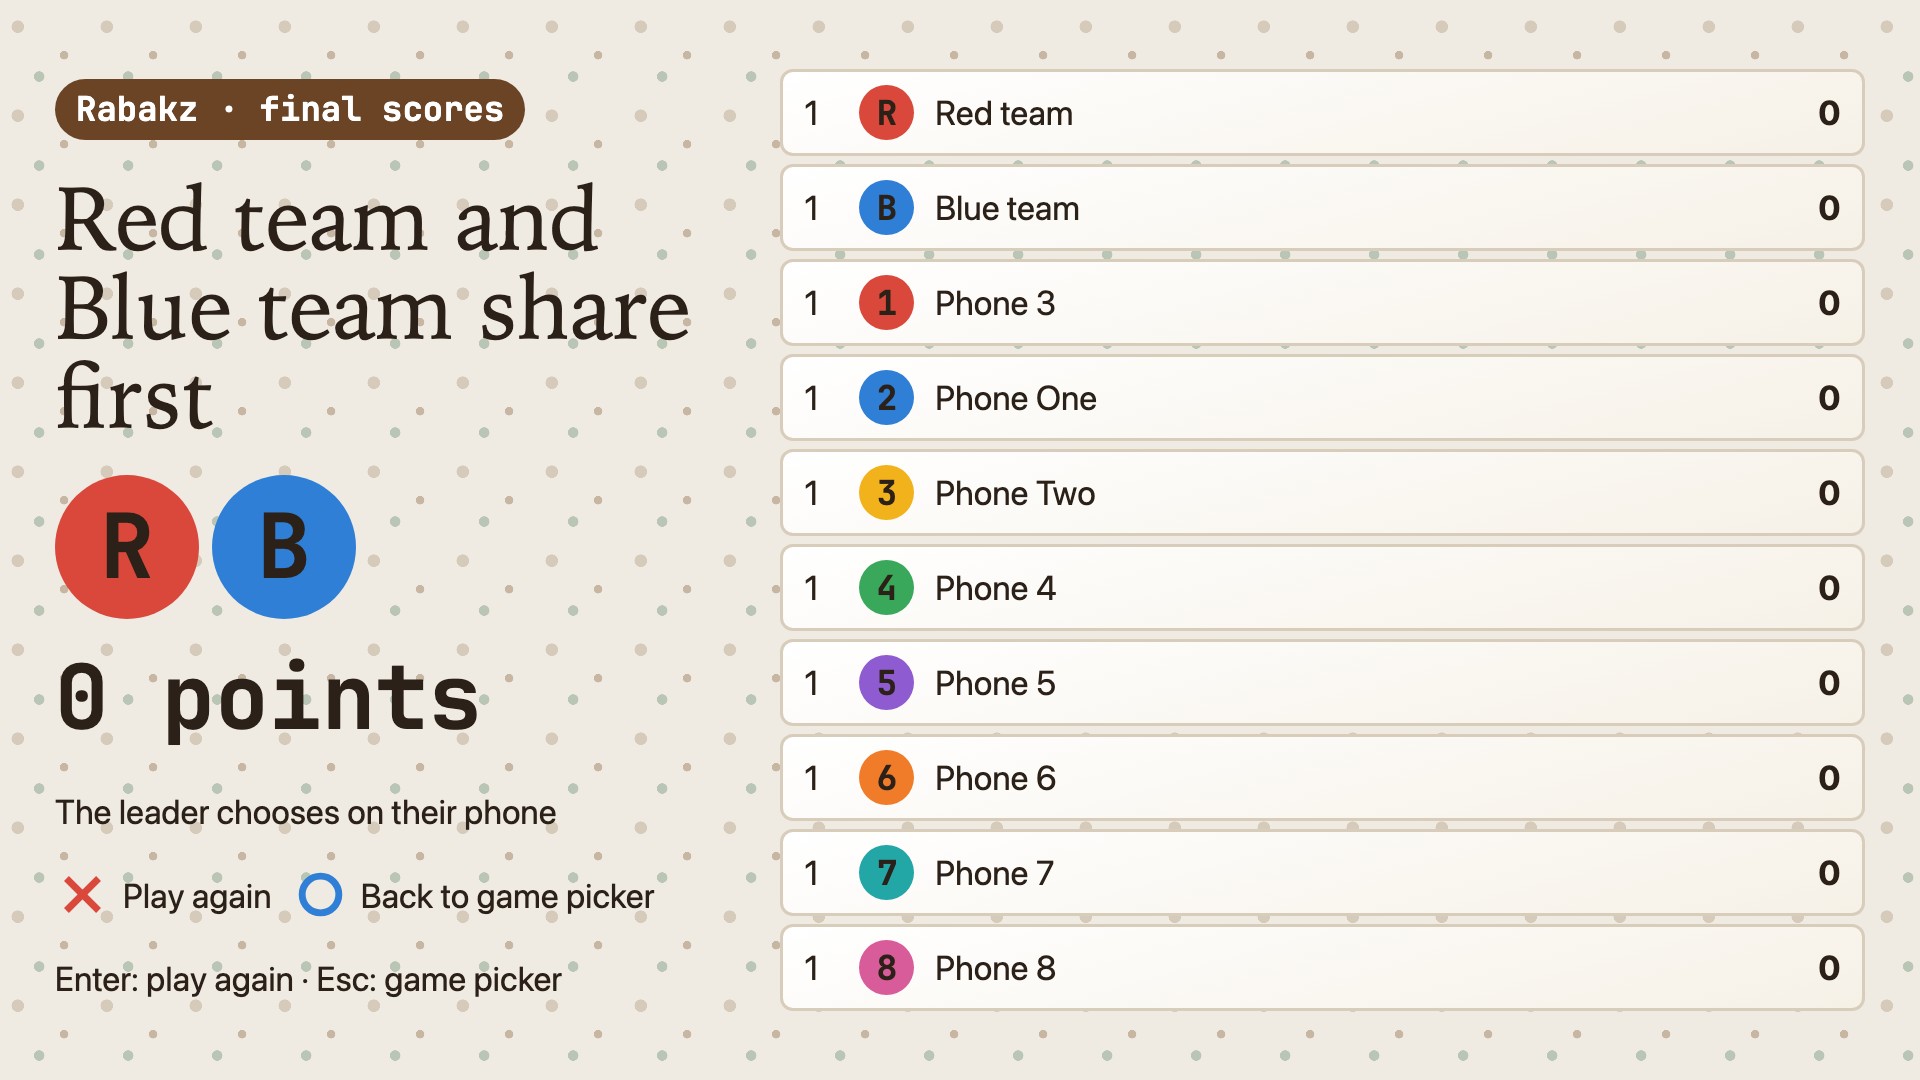 Rabakz · final scores
Red team and
Blue team share
first
R B
0 points
The leader chooses on their phone
Play again Back to game picker
Enter: play again · Esc: game picker
1 R Red team 0
1 B Blue team 0
1 1 Phone 3 0
1 2 Phone One 0
1 3 Phone Two 0
1 4 Phone 4 0
1 5 Phone 5 0
1 6 Phone 6 0
1 7 Phone 7 0
1 8 Phone 8 0